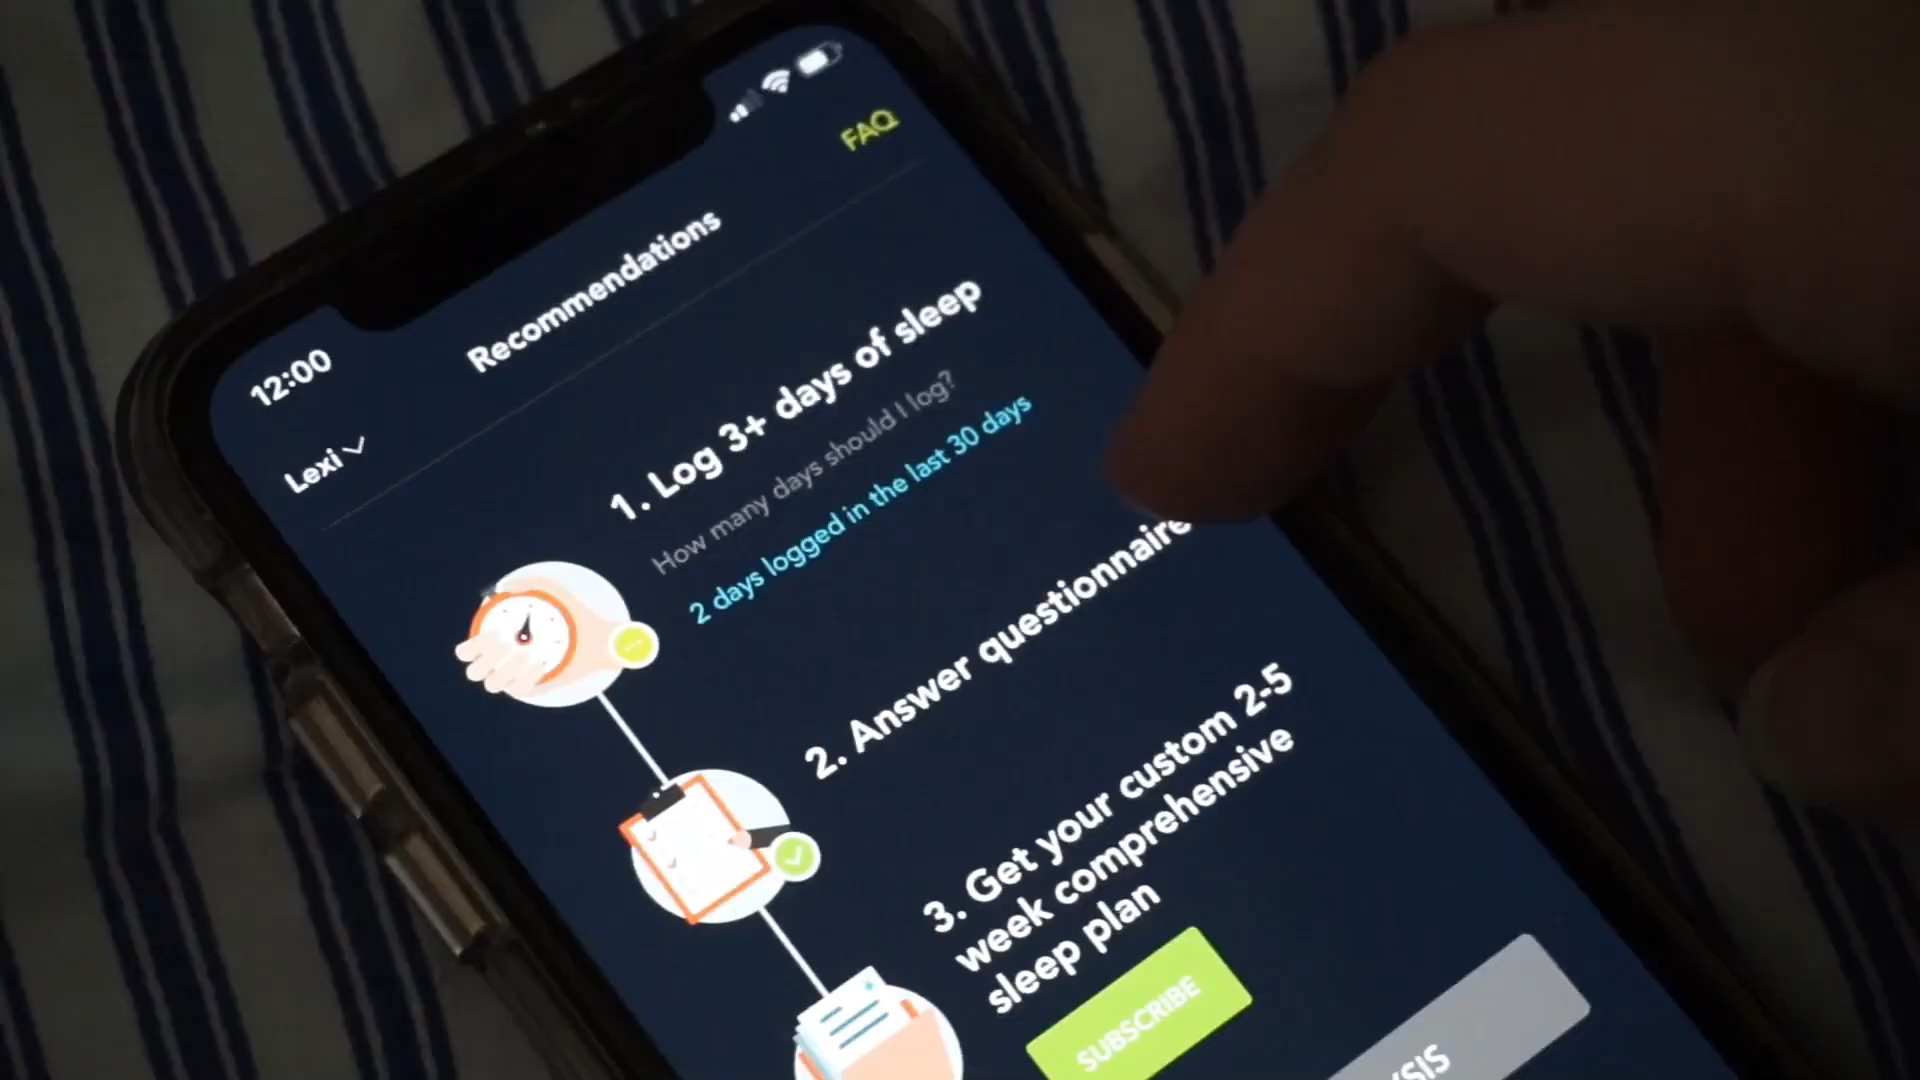 12:00
Lexi
Recommendations
FAQ
1. Log 3+ days of sleep
How many days should I log?
2 days logged in the last 30 days
2. Answer questionnaire
3. Get your custom 2-5
week comprehensive
sleep plan
SUBSCRIBE